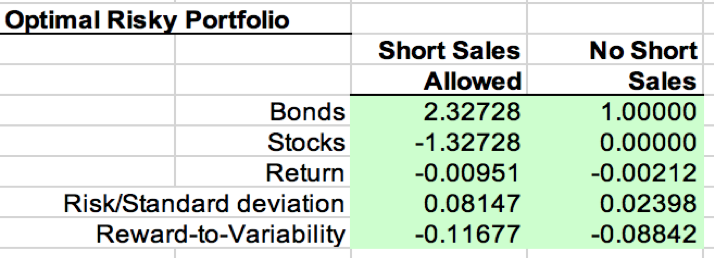 Optimal Risky Portfolio
Short Sales No Short
Allowed Sales
Bonds 2.32728 1.00000
Stocks -1.32728 0.00000
Return -0.00951 -0.00212
Risk/Standard deviation 0.08147 0.02398
Reward-to-Variability -0.11677 -0.08842